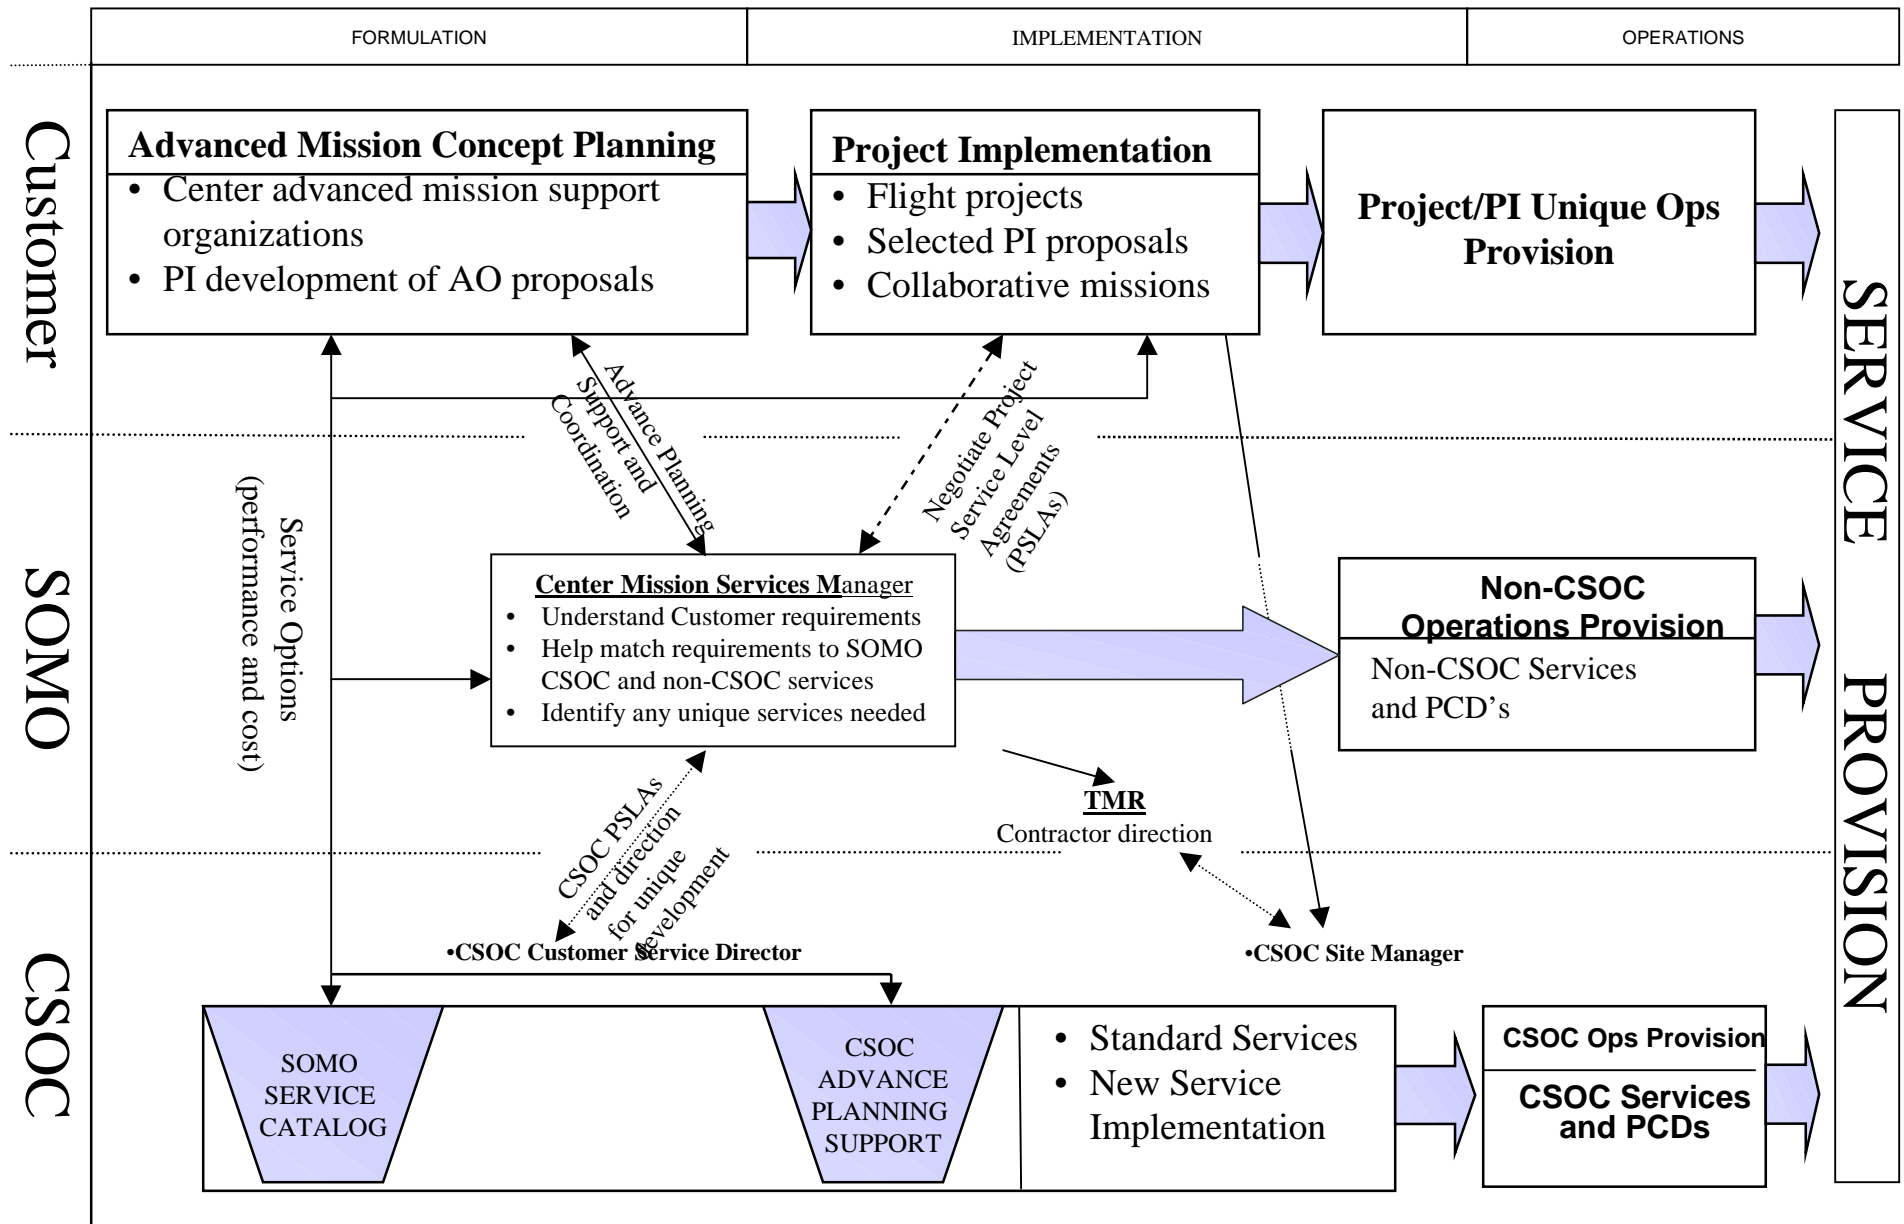 FORMULATION
IMPLEMENTATION
OPERATIONS
Customer
Advanced Mission Concept Planning
• Center advanced mission support
organizations
• PI development of AO proposals
Project Implementation
• Flight projects
• Selected PI proposals
• Collaborative missions
Project/PI Unique Ops
Provision
SERVICE PROVISION
Advance Planning
Support and
Coordination
Negotiate Project
Service Level
Agreements
(PSLAs)
SOMO
Service Options
(performance and cost)
Center Mission Services Manager
• Understand Customer requirements
• Help match requirements to SOMO
CSOC and non-CSOC services
• Identify any unique services needed
Non-CSOC
Operations Provision
Non-CSOC Services
and PCD's
TMR
Contractor direction
CSOC PSLAs
and direction
for unique
development
CSOC
•CSOC Customer Service Director
•CSOC Site Manager
SOMO
SERVICE
CATALOG
CSOC
ADVANCE
PLANNING
SUPPORT
• Standard Services
• New Service
Implementation
CSOC Ops Provision
CSOC Services
and PCDs